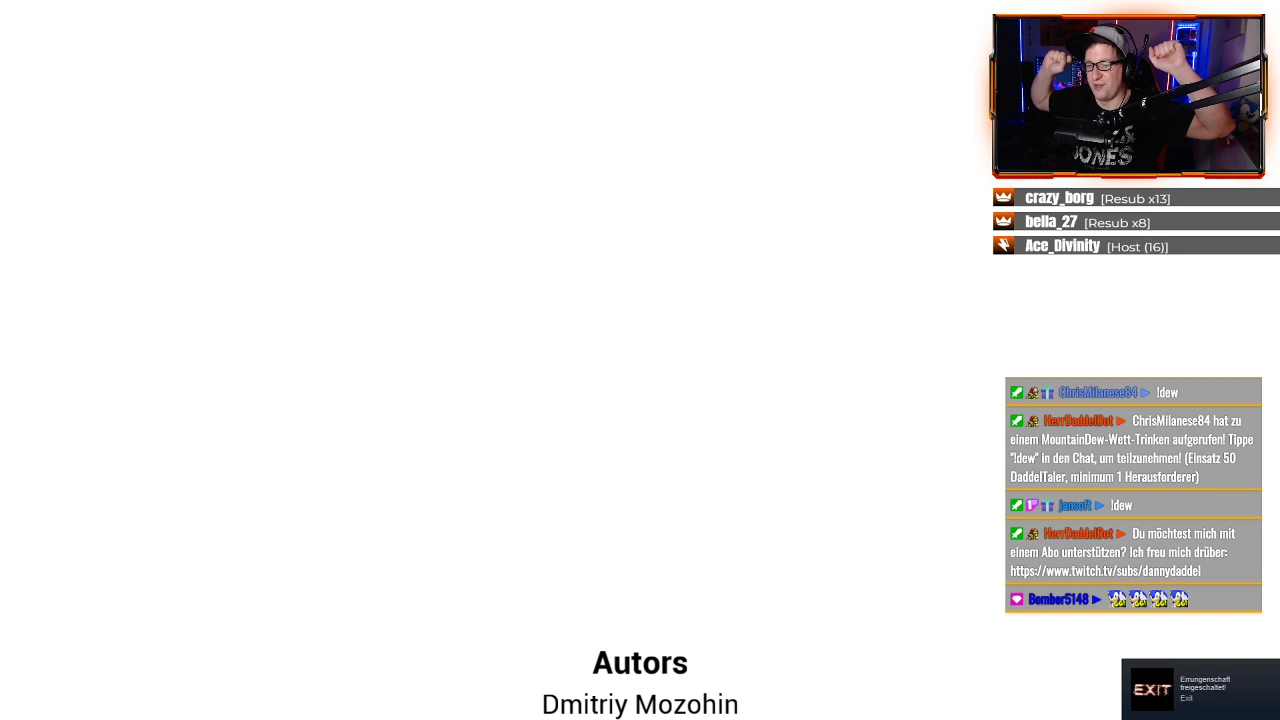 JONES
crazy_borg [Resub x13]
bella_27 [Resub x8]
Ace_Divinity [Host (16)]
ChrisMilanese84 !dew
HerrDaddelBot ChrisMilanese84 hat zu
einem MountainDew-Wett-Trinken aufgerufen! Tippe
"!dew" in den Chat, um teilzunehmen! (Einsatz 50
DaddelTaler, minimum 1 Herausforderer)
jansoft !dew
HerrDaddelBot Du möchtest mich mit
einem Abo unterstützen? Ich freu mich drüber:
https://www.twitch.tv/subs/dannydaddel
Bomber5148
Autors
Dmitriy Mozohin
EXIT
Errungenschaft
freigeschaltet!
Exit